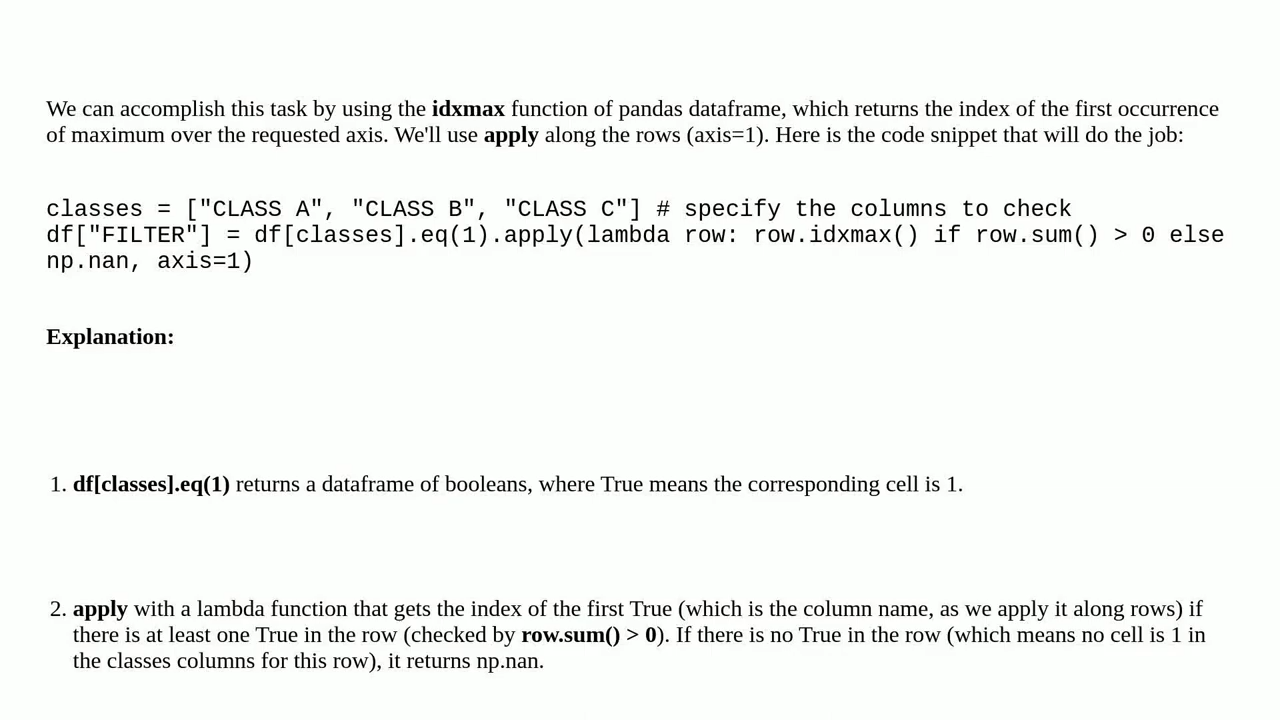 We can accomplish this task by using the idxmax function of pandas dataframe, which returns the index of the first occurrence
of maximum over the requested axis. We'll use apply along the rows (axis=1). Here is the code snippet that will do the job:
classes = ["CLASS A", "CLASS B", "CLASS C"] # specify the columns to check
df["FILTER"] = df[classes].eq(1).apply(lambda row: row.idxmax() if row.sum() > 0 else
np.nan, axis=1)
Explanation:
1. df[classes].eq(1) returns a dataframe of booleans, where True means the corresponding cell is 1.
2. apply with a lambda function that gets the index of the first True (which is the column name, as we apply it along rows) if
there is at least one True in the row (checked by row.sum() > 0). If there is no True in the row (which means no cell is 1 in
the classes columns for this row), it returns np.nan.